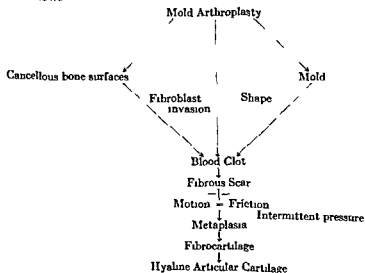 Mold Arthroplasty
Cancellous bone surfaces
Mold
Fibroblast invasion
Shape
Blood Clot
Fibrous Scar
Motion = Friction
Intermittent pressure
Metaplasia
Fibrocartilage
Hyaline Articular Cartilage